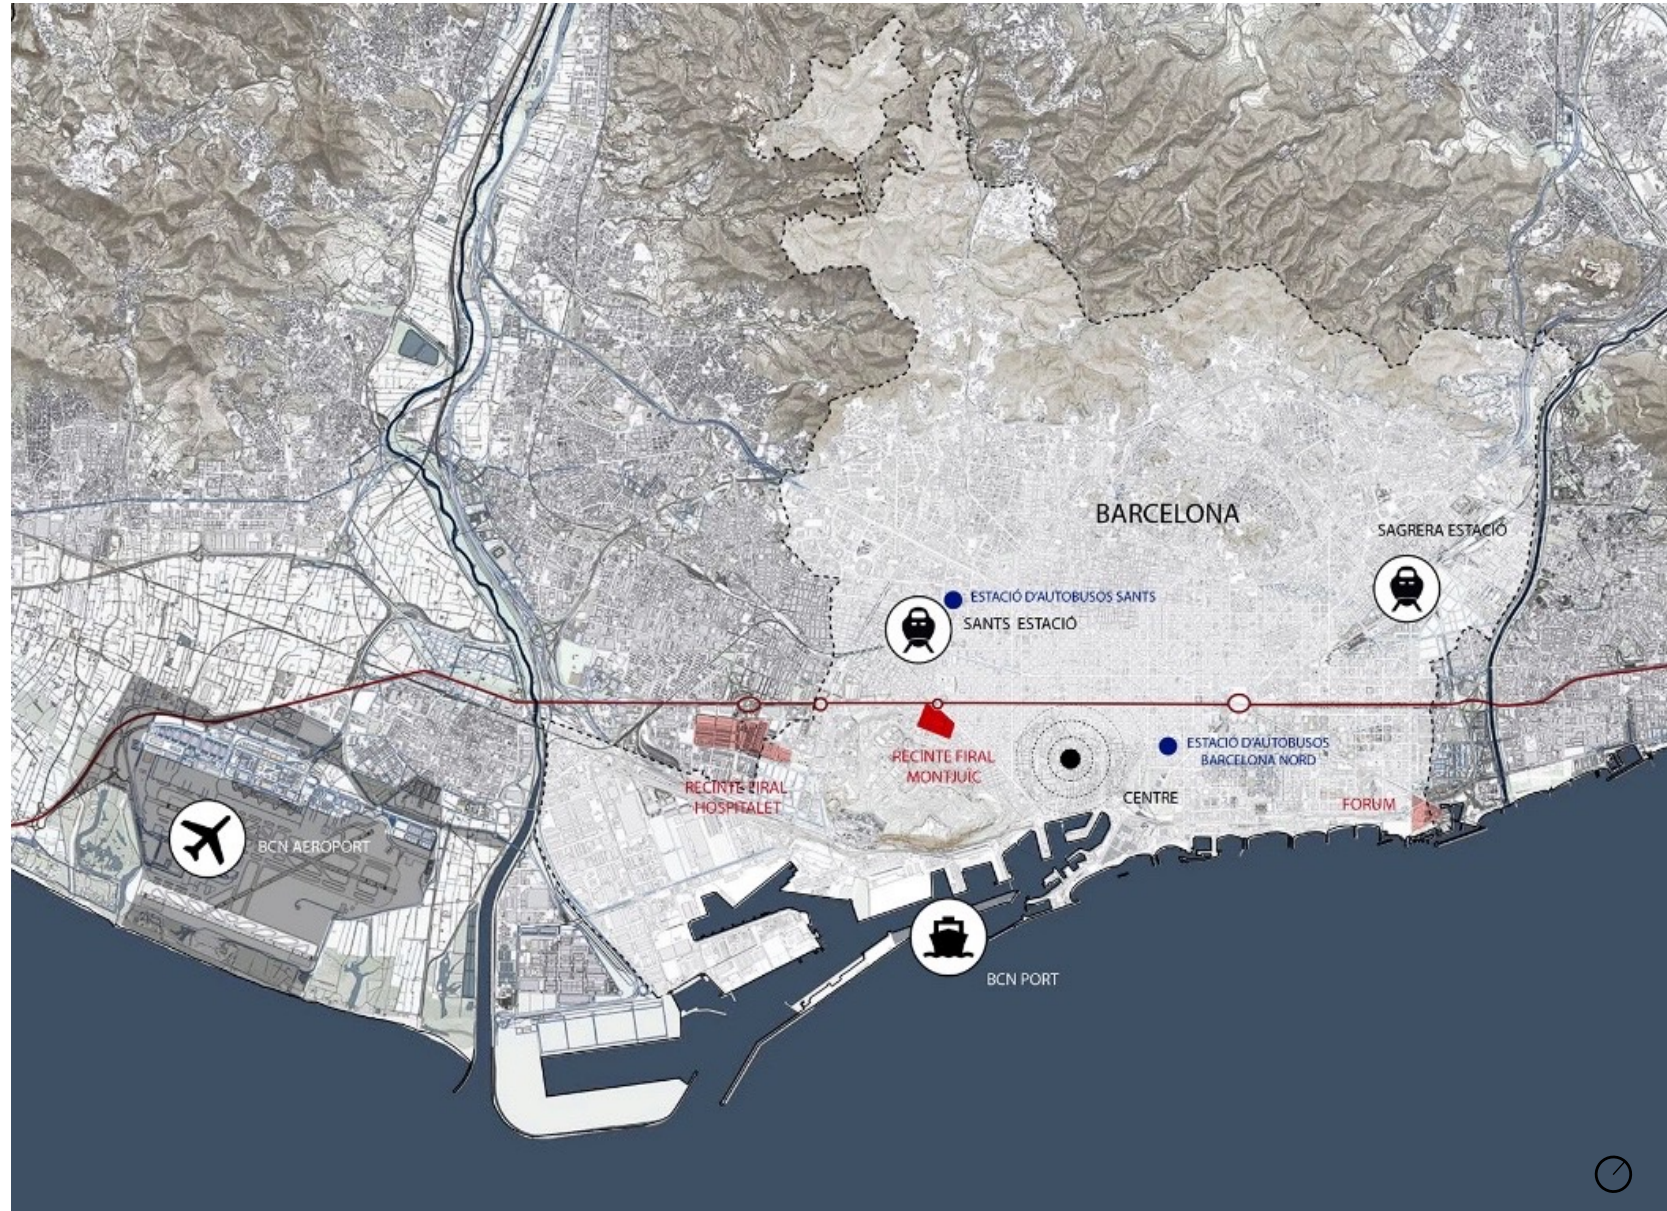 BARCELONA
SAGRERA ESTACIÓ
ESTACIÓ D'AUTOBUSOS SANTS
SANTS ESTACIÓ
ESTACIÓ D'AUTOBUSOS
BARCELONA NORD
RECINTE FIRAL
MONTJUÏC
RECINTE FIRAL
HOSPITALET
CENTRE
FORUM
BCN AEROPORT
BCN PORT